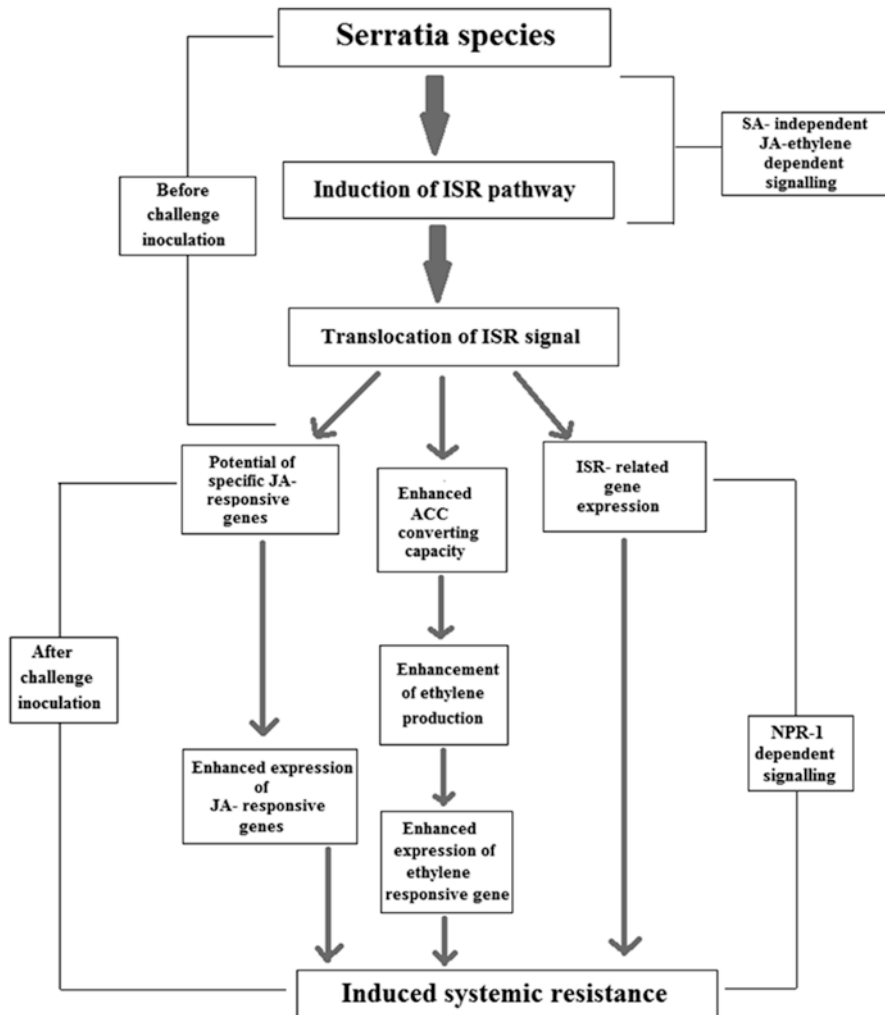 Serratia species
SA- independent
JA-ethylene
dependent
signalling
Before
challenge
inoculation
Induction of ISR pathway
Translocation of ISR signal
Potential of
specific JA-
responsive
genes
Enhanced
ACC
converting
capacity
ISR- related
gene
expression
After
challenge
inoculation
Enhancement
of ethylene
production
NPR-1
dependent
signalling
Enhanced expression
of
JA- responsive
genes
Enhanced
expression of
ethylene
responsive gene
Induced systemic resistance